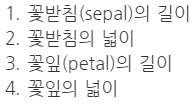 1. 꽃받침(sepal)의 길이
2. 꽃받침의 넓이
3. 꽃잎(petal)의 길이
4. 꽃잎의 넓이